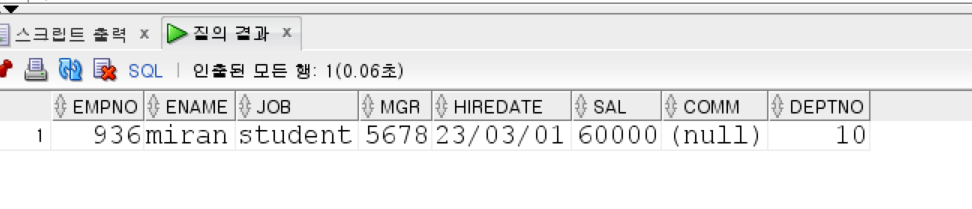 스크립트 출력 x 질의 결과 x
SQL | 인출된 모든 행: 1(0.06초)
EMPNO ENAME JOB MGR HIREDATE SAL COMM DEPTNO
1 936 miran student 5678 23/03/01 60000 (null) 10